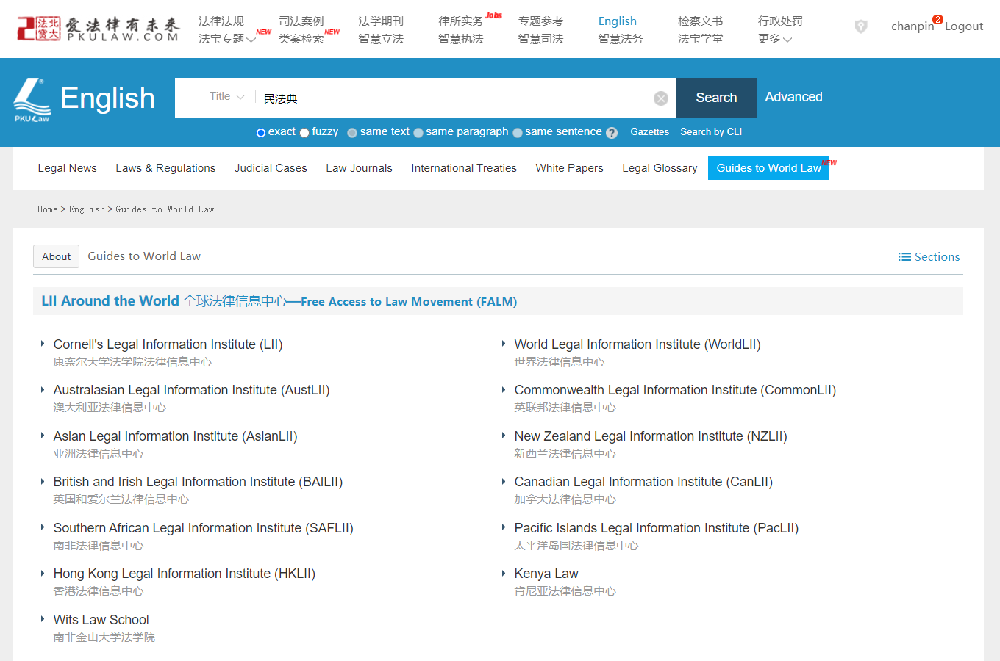 法律法规 司法案例 法学期刊 律所实务 Jobs 专题参考 English 检察文书 行政处罚
法宝专题 NEW 类案检索 NEW 智慧立法 智慧执法 智慧司法 智慧法务 法宝学堂 更多
北大法宝 爱法律有未来
PKULAW.COM
chanpin 2 Logout
PKULaw English
Title 民法典 Search Advanced
exact fuzzy | same text same paragraph same sentence ? | Gazettes Search by CLI
Legal News Laws & Regulations Judicial Cases Law Journals International Treaties White Papers Legal Glossary Guides to World Law NEW
Home > English > Guides to World Law
About Guides to World Law Sections
LII Around the World 全球法律信息中心—Free Access to Law Movement (FALM)
Cornell's Legal Information Institute (LII)
康奈尔大学法学院法律信息中心
World Legal Information Institute (WorldLII)
世界法律信息中心
Australasian Legal Information Institute (AustLII)
澳大利亚法律信息中心
Commonwealth Legal Information Institute (CommonLII)
英联邦法律信息中心
Asian Legal Information Institute (AsianLII)
亚洲法律信息中心
New Zealand Legal Information Institute (NZLII)
新西兰法律信息中心
British and Irish Legal Information Institute (BAILII)
英国和爱尔兰法律信息中心
Canadian Legal Information Institute (CanLII)
加拿大法律信息中心
Southern African Legal Information Institute (SAFLII)
南非法律信息中心
Pacific Islands Legal Information Institute (PacLII)
太平洋岛国法律信息中心
Hong Kong Legal Information Institute (HKLII)
香港法律信息中心
Kenya Law
肯尼亚法律信息中心
Wits Law School
南非金山大学法学院